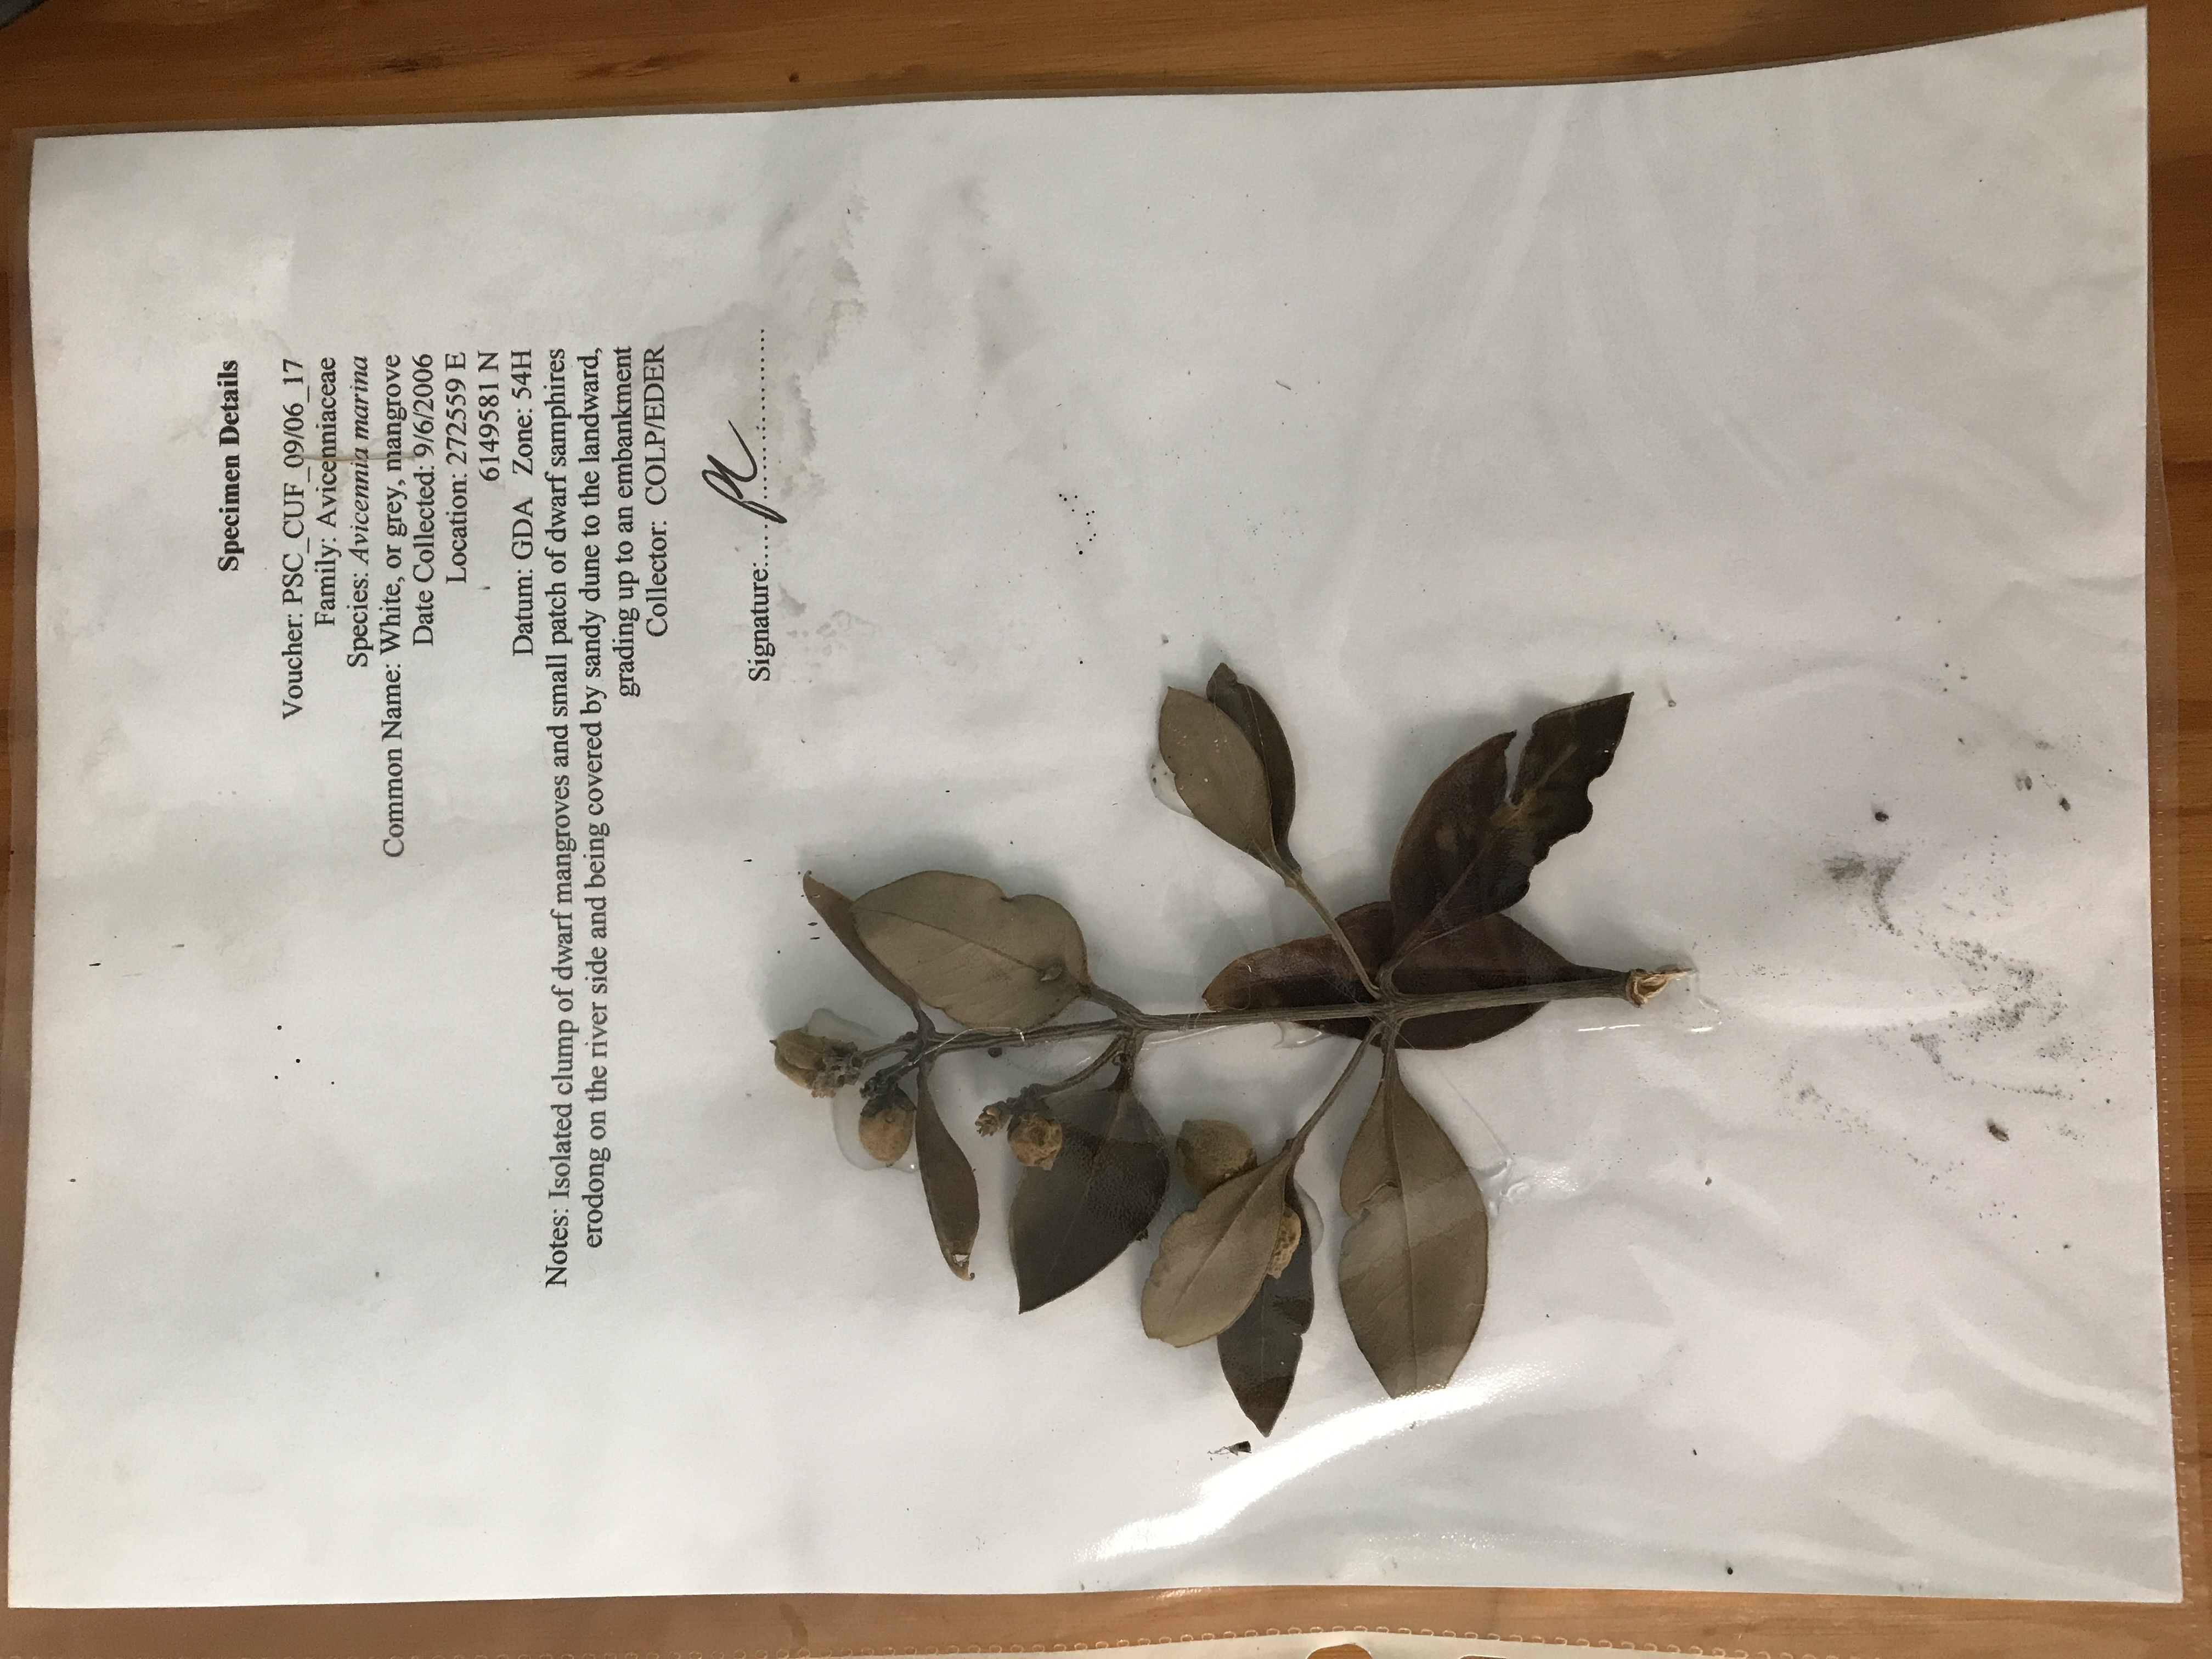 Specimen Details
Voucher: PSC_CUF_09/06_17
Family: Avicenniaceae
Species: Avicennia marina
Common Name: White, or grey, mangrove
Date Collected: 9/6/2006
Location: 272559 E
6149581 N
Datum: GDA Zone: 54H
Notes: Isolated clump of dwarf mangroves and small patch of dwarf samphires
erodong on the river side and being covered by sandy dune to the landward,
grading up to an embankment
Collector: COLP/EDER
Signature:............................